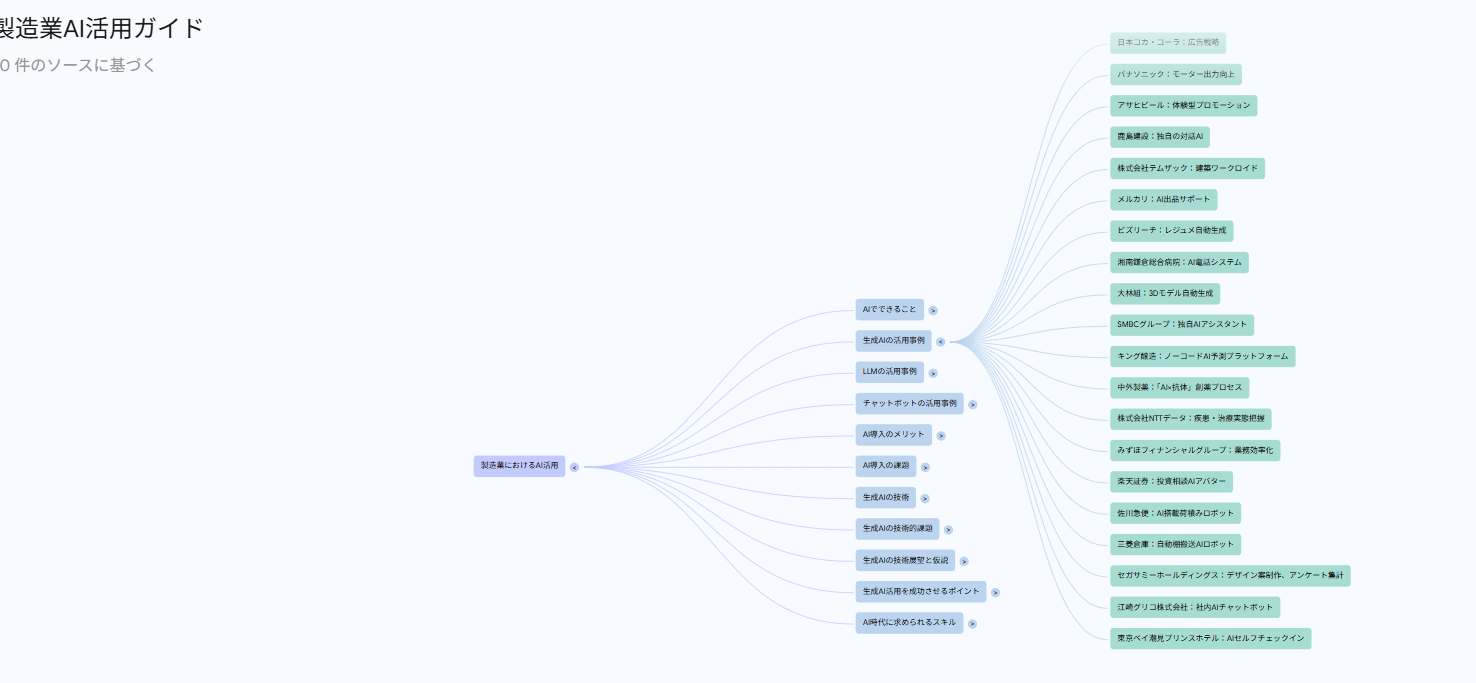 製造業AI活用ガイド
0 件のソースに基づく
製造業におけるAI活用
AIでできること
生成AIの活用事例
LLMの活用事例
チャットボットの活用事例
AI導入のメリット
AI導入の課題
生成AIの技術
生成AIの技術的課題
生成AIの技術展望と仮説
生成AI活用を成功させるポイント
AI時代に求められるスキル
日本コカ・コーラ：広告戦略
パナソニック：モーター出力向上
アサヒビール：体験型プロモーション
鹿島建設：独自の対話AI
株式会社テムザック：建築ワークロイド
メルカリ：AI出品サポート
ビズリーチ：レジュメ自動生成
湘南鎌倉総合病院：AI電話システム
大林組：3Dモデル自動生成
SMBCグループ：独自AIアシスタント
キング醸造：ノーコードAI予測プラットフォーム
中外製薬：「AI×抗体」創薬プロセス
株式会社NTTデータ：疾患・治療実態把握
みずほフィナンシャルグループ：業務効率化
楽天証券：投資相談AIアバター
佐川急便：AI搭載荷積みロボット
三菱倉庫：自動棚搬送AIロボット
セガサミーホールディングス：デザイン案制作、アンケート集計
江崎グリコ株式会社：社内AIチャットボット
東京ベイ潮見プリンスホテル：AIセルフチェックイン